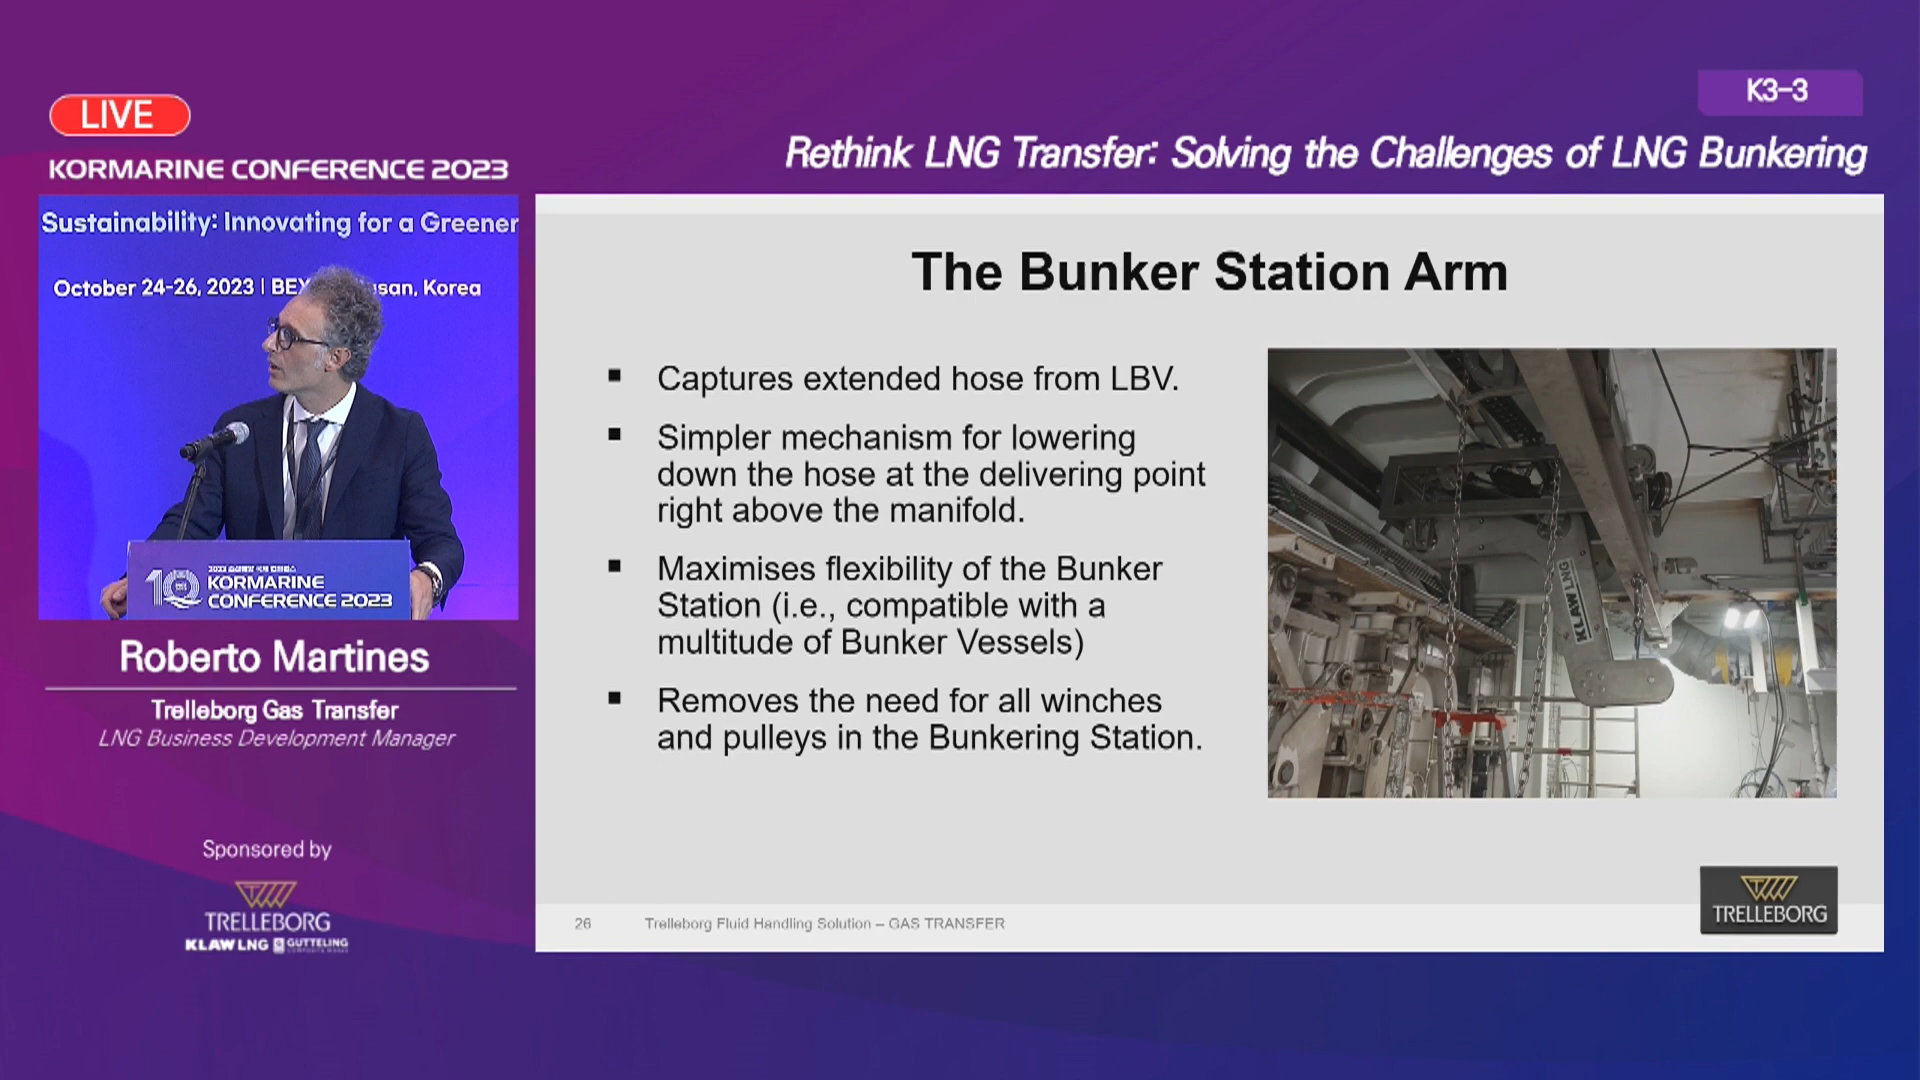 LIVE
KORMARINE CONFERENCE 2023
K3-3
Rethink LNG Transfer: Solving the Challenges of LNG Bunkering
Sustainability: Innovating for a Greener
October 24-26, 2023 | BEX
san, Korea
KORMARINE
CONFERENCE 2023
Roberto Martines
Trelleborg Gas Transfer
LNG Business Development Manager
Sponsored by
TRELLEBORG
KLAW LNG GUTTELING
The Bunker Station Arm
▪ Captures extended hose from LBV.
▪ Simpler mechanism for lowering
down the hose at the delivering point
right above the manifold.
▪ Maximises flexibility of the Bunker
Station (i.e., compatible with a
multitude of Bunker Vessels)
▪ Removes the need for all winches
and pulleys in the Bunkering Station.
KLAW LNG
26
Trelleborg Fluid Handling Solution – GAS TRANSFER
TRELLEBORG